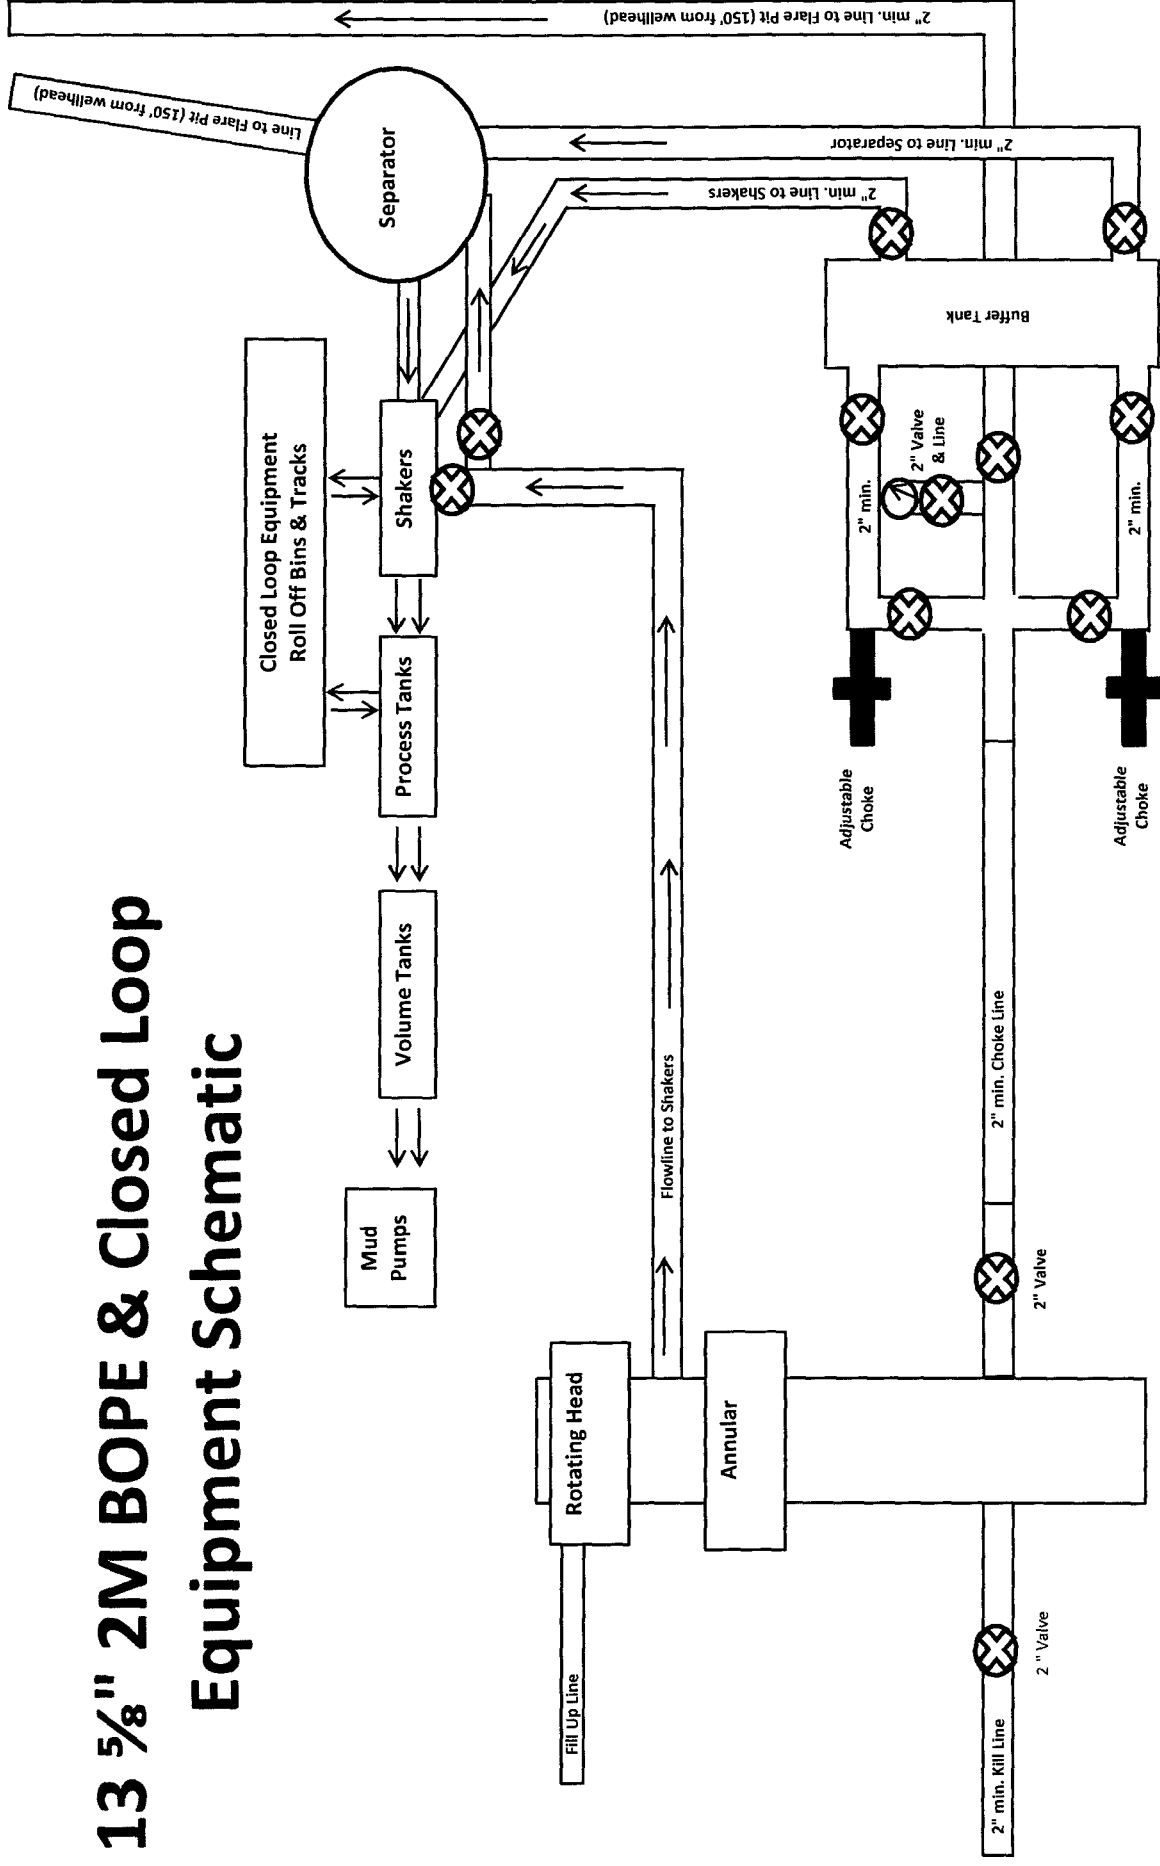 13 ⅝" 2M BOPE & Closed Loop
Equipment Schematic
Closed Loop Equipment
Roll Off Bins & Tracks
Mud
Pumps
Volume Tanks
Process Tanks
Shakers
Separator
Line to Flare Pit (150' from wellhead)
2" min. Line to Flare Pit (150' from wellhead)
Fill Up Line
Rotating Head
Flowline to Shakers
Annular
2" min. Line to Shakers
2" min. Line to Separator
Adjustable
Choke
2" min.
2" Valve
& Line
Buffer Tank
2" min. Kill Line
2 " Valve
2" Valve
2" min. Choke Line
Adjustable
Choke
2" min.